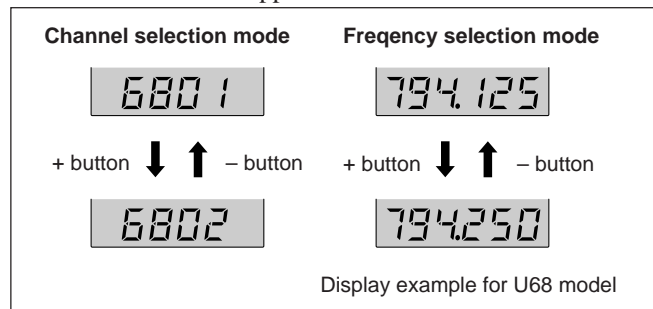 Channel selection mode Freqency selection mode
6801 794.125
+ button – button + button – button
6802 794.250
Display example for U68 model